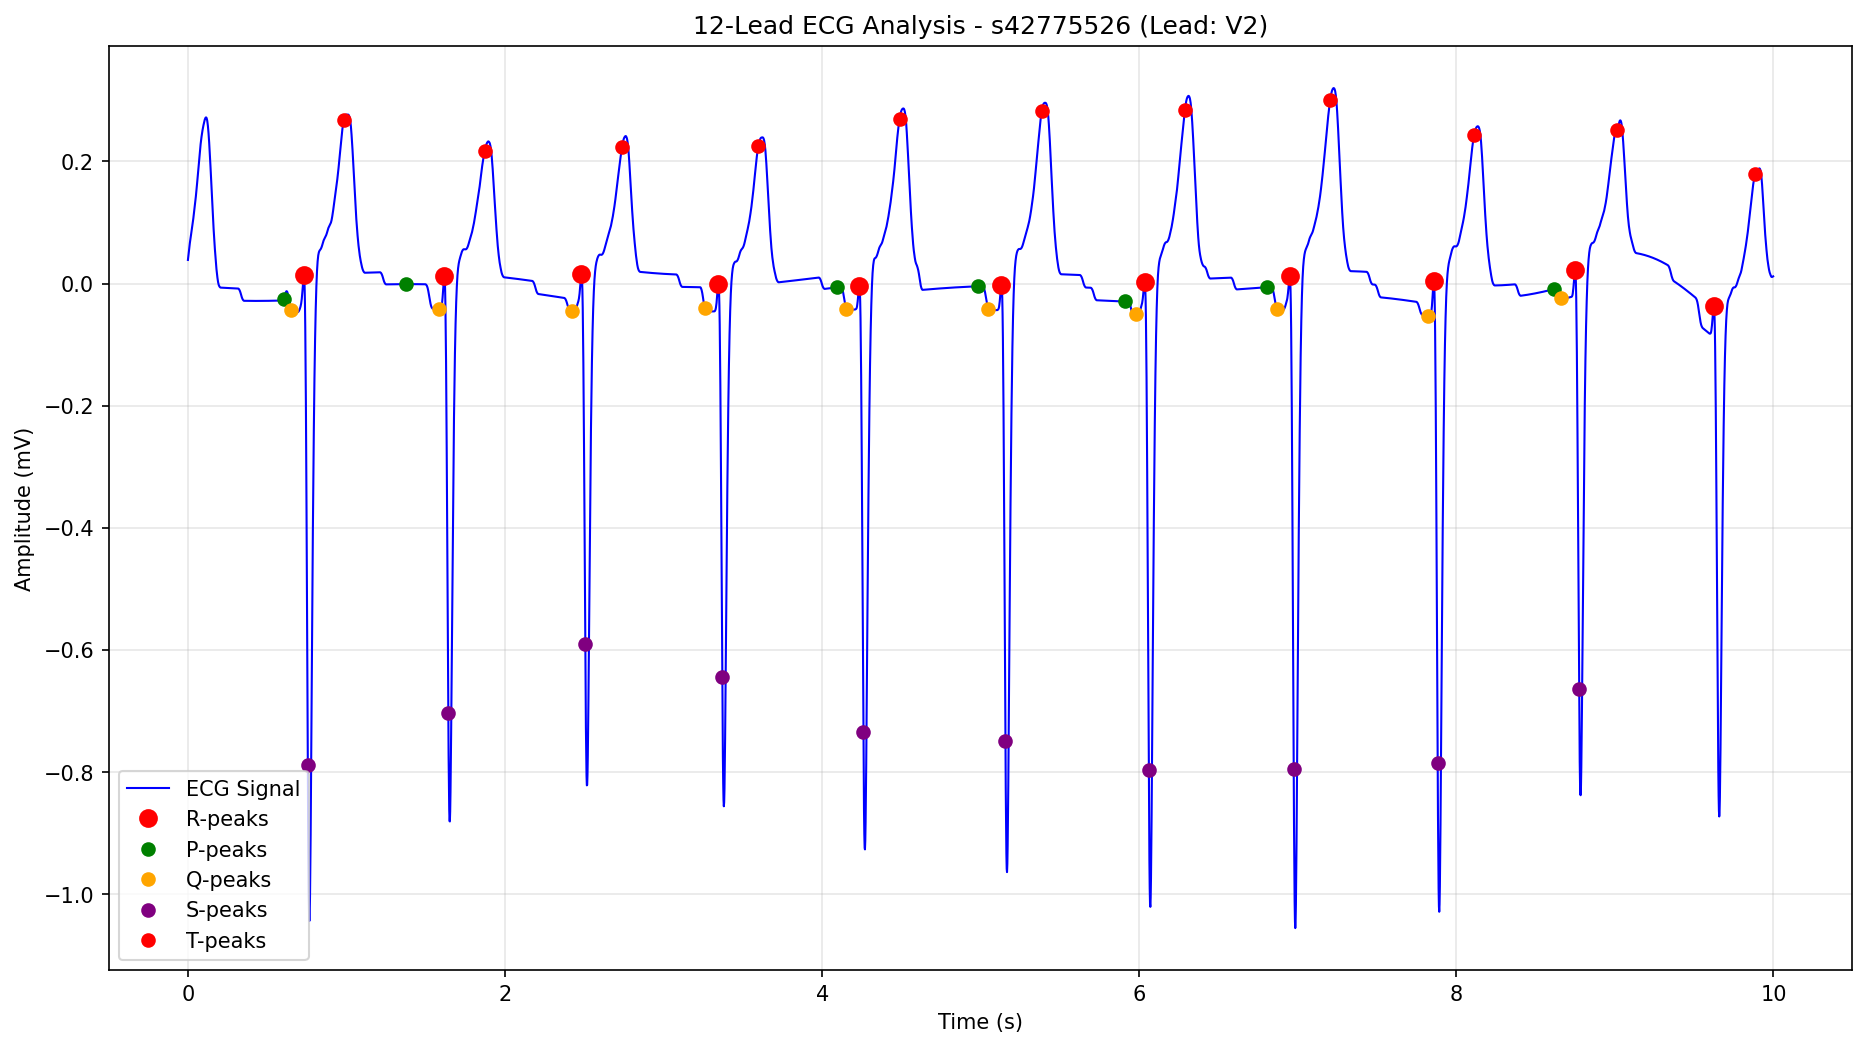 12-Lead ECG Analysis - s42775526 (Lead: V2)
Amplitude (mV)
0.2
0.0
−0.2
−0.4
−0.6
−0.8
−1.0
ECG Signal
R-peaks
P-peaks
Q-peaks
S-peaks
T-peaks
0 2 4 6 8 10
Time (s)